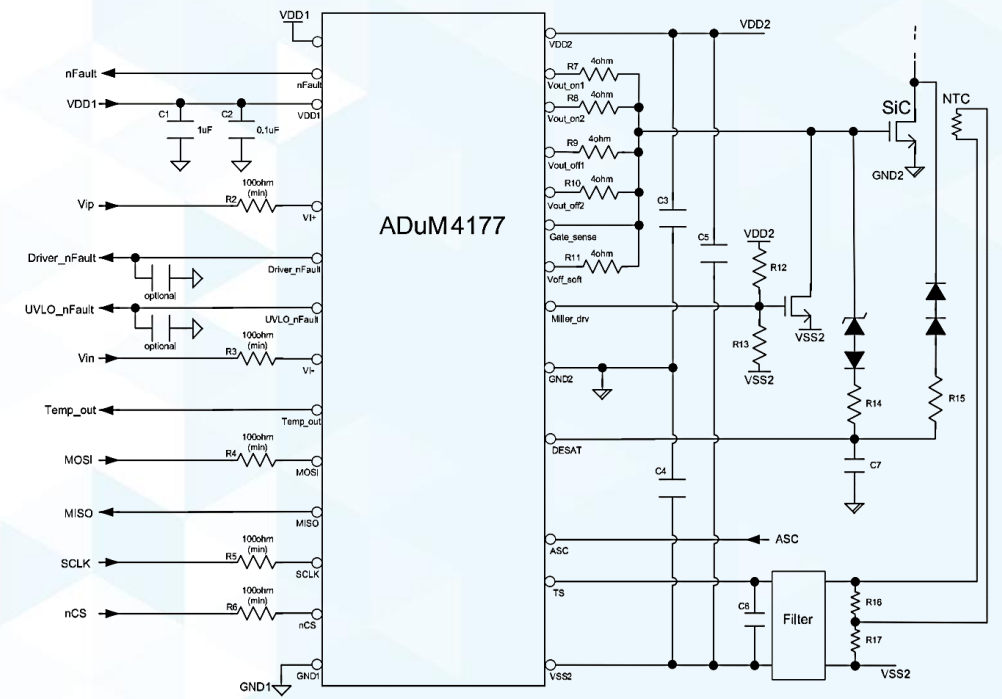 VDD1
VDD2
VDD2
nFault
nFault
R7
4ohm
Vout_on1
VDD1
C1
1uF
C2
0.1uF
VDD1
R8
4ohm
Vout_on2
SiC
NTC
GND2
R9
4ohm
Vout_off1
100ohm
(min)
R2
Vip
VI+
R10
4ohm
Vout_off2
ADuM4177
C3
C5
Gate_sense
VDD2
Driver_nFault
Driver_nFault
optional
R11
4ohm
Voff_soft
R12
UVLO_nFault
UVLO_nFault
optional
Miller_drv
VSS2
R13
VSS2
100ohm
(min)
R3
Vin
VI-
GND2
R14
R15
Temp_out
Temp_out
100ohm
(min)
R4
MOSI
MOSI
DESAT
C7
C4
MISO
MISO
ASC
ASC
100ohm
(min)
R5
SCLK
SCLK
TS
100ohm
(min)
R6
nCS
nCS
C6
Filter
R16
R17
GND1
GND1
VSS2
VSS2